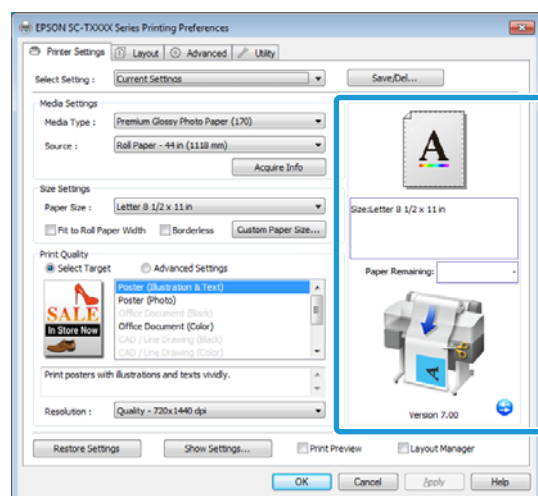 EPSON SC-TXXXX Series Printing Preferences
Printer Settings Layout Advanced Utility
Select Setting : Current Settings Save/Del...
Media Settings
Media Type : Premium Glossy Photo Paper (170)
Source : Roll Paper - 44 in (1118 mm)
Acquire Info
A
Size Settings
Paper Size : Letter 8 1/2 x 11 in
Size:Letter 8 1/2 x 11 in
Fit to Roll Paper Width Borderless Custom Paper Size...
Print Quality
Select Target Advanced Settings
Paper Remaining: -
SALE
In Store Now
Poster (Illustration & Text)
Poster (Photo)
Office Document (Black)
Office Document (Color)
CAD / Line Drawing (Black)
CAD / Line Drawing (Color)
A
Print posters with illustrations and texts vividly.
Resolution : Quality - 720x1440 dpi
Version 7.00
Restore Settings Show Settings... Print Preview Layout Manager
OK Cancel Apply Help